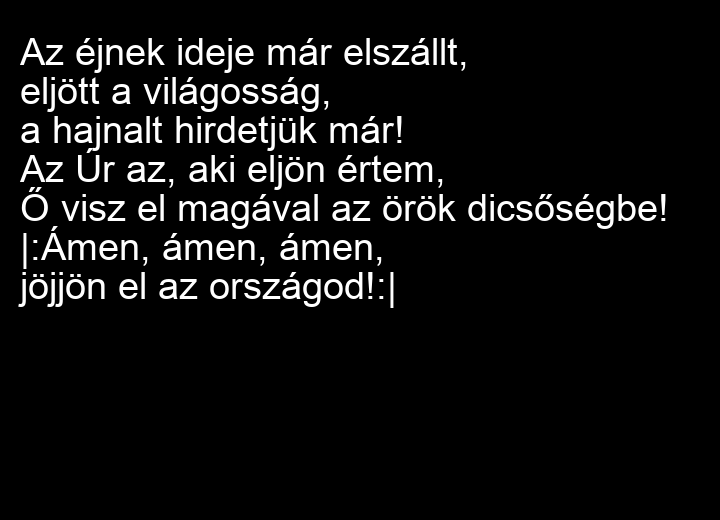 Az éjnek ideje már elszállt,
eljött a világosság,
a hajnalt hirdetjük már!
Az Úr az, aki eljön értem,
Ő visz el magával az örök dicsőségbe!
|:Ámen, ámen, ámen,
jöjjön el az országod!:|